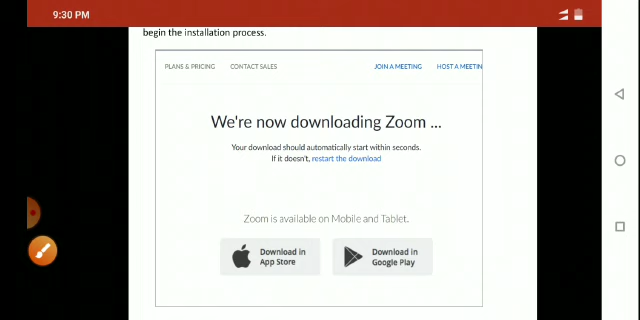 9:30 PM
begin the installation process.
PLANS & PRICING CONTACT SALES JOIN A MEETING HOST A MEETIN
We're now downloading Zoom ...
Your download should automatically start within seconds.
If it doesn't, restart the download
Zoom is available on Mobile and Tablet.
Download in
App Store
Download in
Google Play